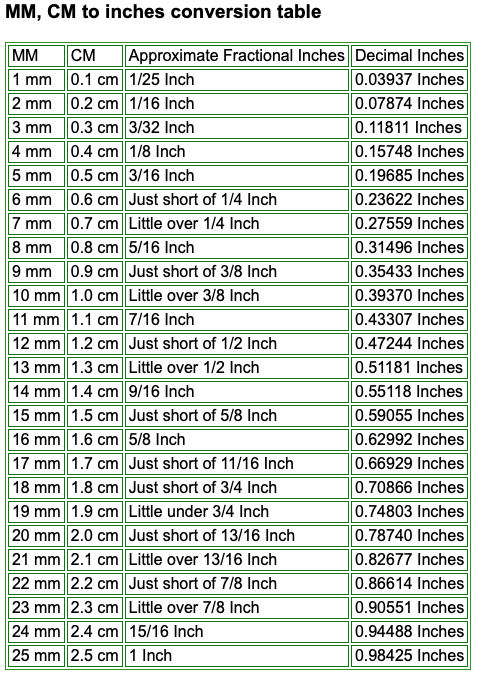 MM, CM to inches conversion table
MM CM Approximate Fractional Inches Decimal Inches
1 mm 0.1 cm 1/25 Inch 0.03937 Inches
2 mm 0.2 cm 1/16 Inch 0.07874 Inches
3 mm 0.3 cm 3/32 Inch 0.11811 Inches
4 mm 0.4 cm 1/8 Inch 0.15748 Inches
5 mm 0.5 cm 3/16 Inch 0.19685 Inches
6 mm 0.6 cm Just short of 1/4 Inch 0.23622 Inches
7 mm 0.7 cm Little over 1/4 Inch 0.27559 Inches
8 mm 0.8 cm 5/16 Inch 0.31496 Inches
9 mm 0.9 cm Just short of 3/8 Inch 0.35433 Inches
10 mm 1.0 cm Little over 3/8 Inch 0.39370 Inches
11 mm 1.1 cm 7/16 Inch 0.43307 Inches
12 mm 1.2 cm Just short of 1/2 Inch 0.47244 Inches
13 mm 1.3 cm Little over 1/2 Inch 0.51181 Inches
14 mm 1.4 cm 9/16 Inch 0.55118 Inches
15 mm 1.5 cm Just short of 5/8 Inch 0.59055 Inches
16 mm 1.6 cm 5/8 Inch 0.62992 Inches
17 mm 1.7 cm Just short of 11/16 Inch 0.66929 Inches
18 mm 1.8 cm Just short of 3/4 Inch 0.70866 Inches
19 mm 1.9 cm Little under 3/4 Inch 0.74803 Inches
20 mm 2.0 cm Just short of 13/16 Inch 0.78740 Inches
21 mm 2.1 cm Little over 13/16 Inch 0.82677 Inches
22 mm 2.2 cm Just short of 7/8 Inch 0.86614 Inches
23 mm 2.3 cm Little over 7/8 Inch 0.90551 Inches
24 mm 2.4 cm 15/16 Inch 0.94488 Inches
25 mm 2.5 cm 1 Inch 0.98425 Inches